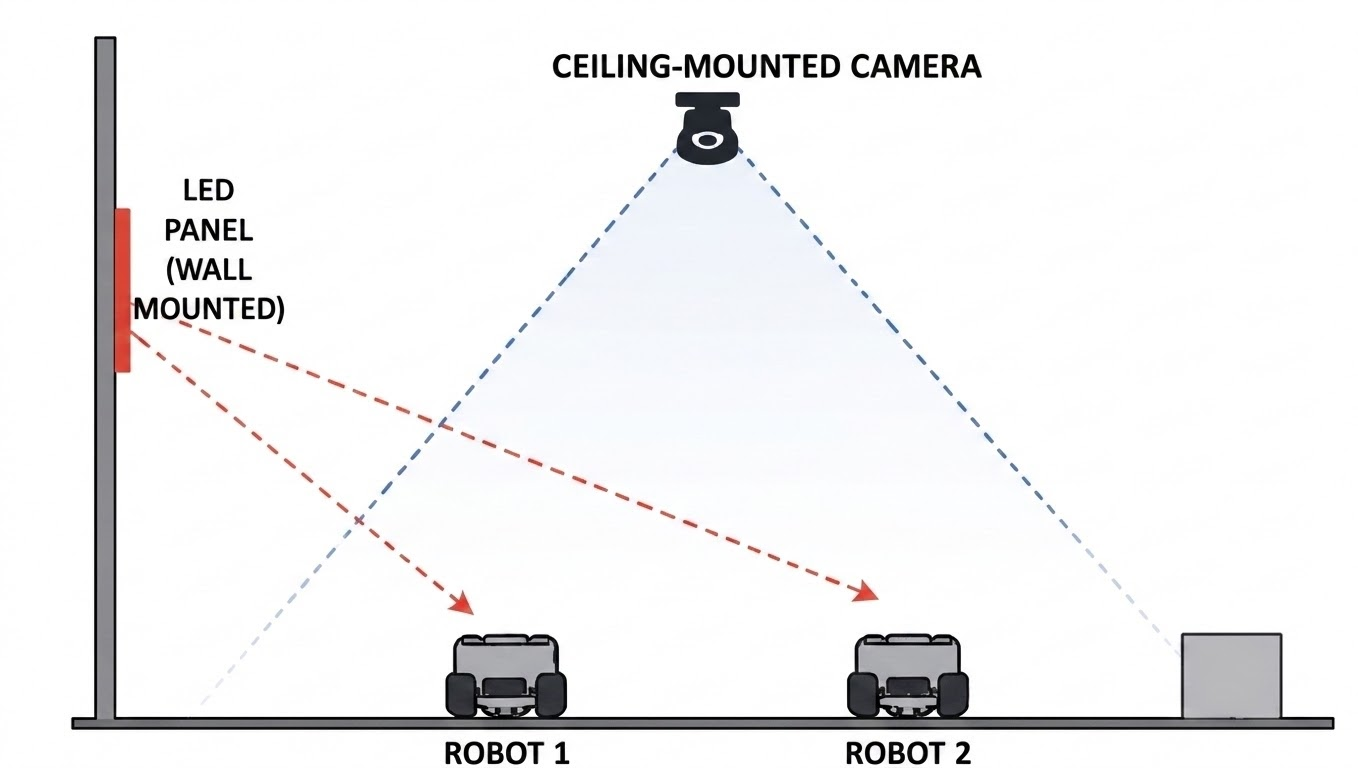 CEILING-MOUNTED CAMERA
LED
PANEL
(WALL
MOUNTED)
ROBOT 1
ROBOT 2